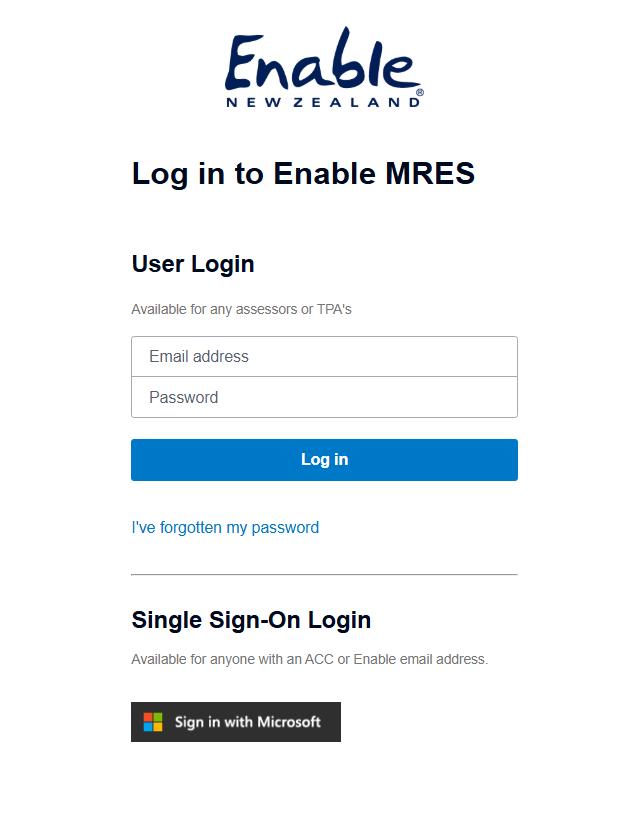 Enable®
NEW ZEALAND
Log in to Enable MRES
User Login
Available for any assessors or TPA's
Email address
Password
Log in
I've forgotten my password
Single Sign-On Login
Available for anyone with an ACC or Enable email address.
Sign in with Microsoft